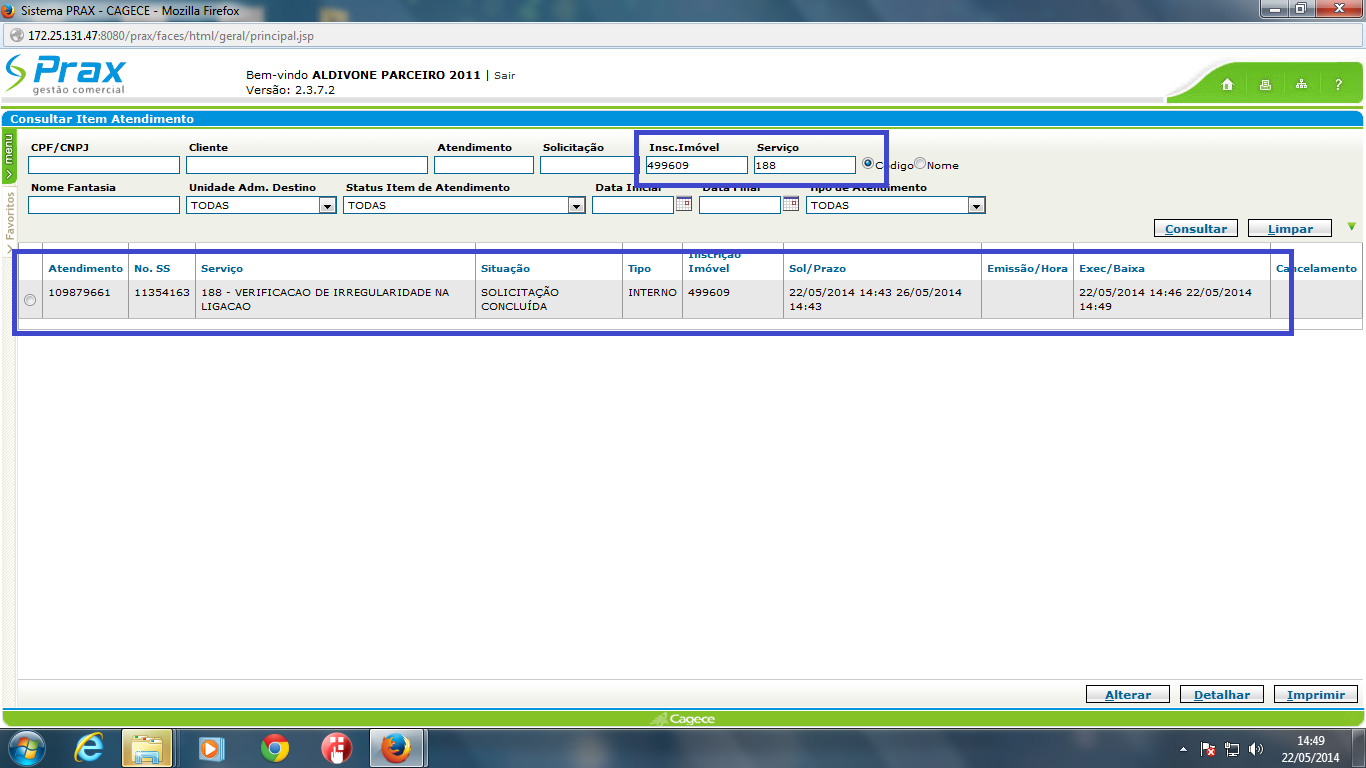 Sistema PRAX - CAGECE - Mozilla Firefox
172.25.131.47:8080/prax/faces/html/geral/principal.jsp
Prax
gestão comercial
Bem-vindo ALDIVONE PARCEIRO 2011 | Sair
Versão: 2.3.7.2
?
Consultar Item Atendimento
menu
Favoritos
CPF/CNPJ Cliente Atendimento Solicitação Insc.Imóvel Serviço
499609 188 Código Nome
Nome Fantasia Unidade Adm. Destino Status Item de Atendimento Data Inicial Data Final Tipo de Atendimento
TODAS TODAS TODAS
Consultar Limpar
Atendimento No. SS Serviço Situação Tipo Inscrição Imóvel Sol/Prazo Emissão/Hora Exec/Baixa Cancelamento
109879661 11354163 188 - VERIFICACAO DE IRREGULARIDADE NA SOLICITAÇÃO INTERNO 499609 22/05/2014 14:43 26/05/2014 22/05/2014 14:46 22/05/2014
LIGACAO CONCLUÍDA 14:43 14:49
Alterar Detalhar Imprimir
Cagece
14:49
22/05/2014